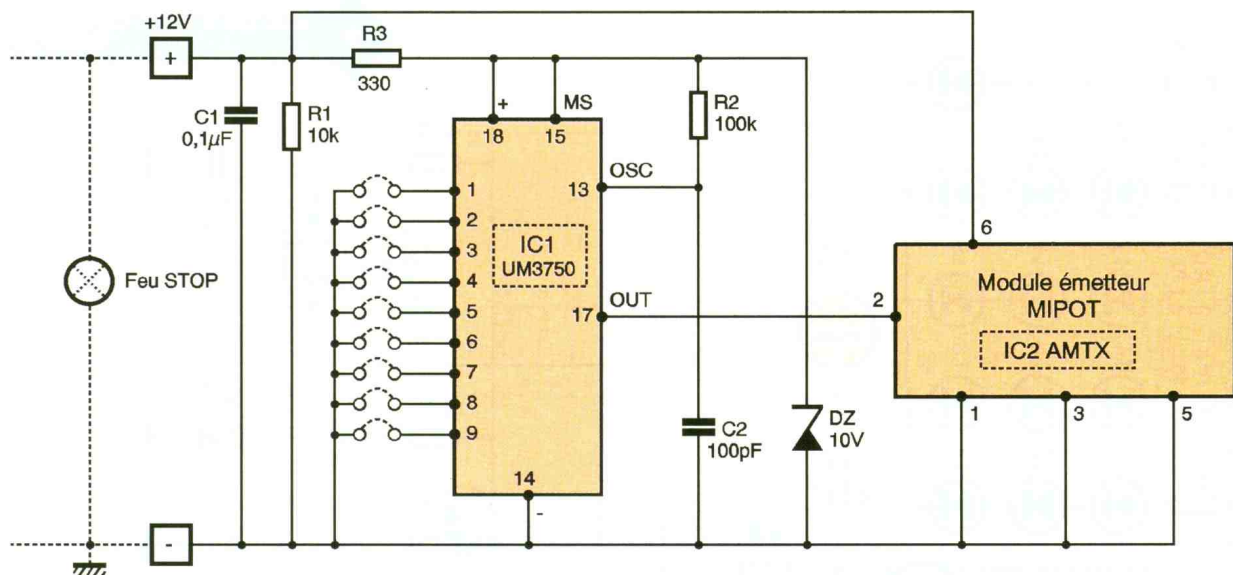 +12V
+
R3
330
C1
0,1µF
R1
10k
+
MS
18
15
R2
100k
OSC
13
1
2
3
4
5
6
7
8
9
IC1
UM3750
OUT
17
14
-
Feu STOP
C2
100pF
DZ
10V
6
2
Module émetteur
MIPOT
IC2 AMTX
1
3
5
-